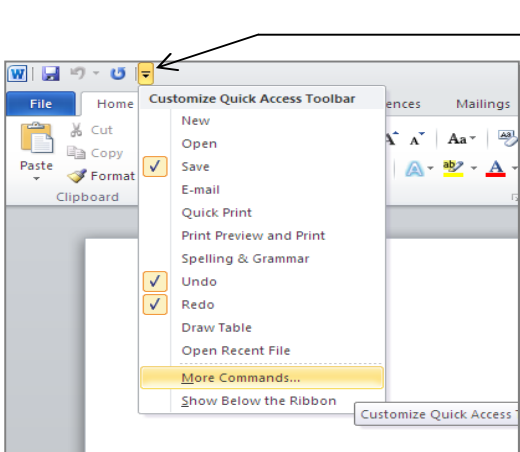 W
File Home ences Mailings
Customize Quick Access Toolbar
New
Open
Save
E-mail
Quick Print
Print Preview and Print
Spelling & Grammar
Undo
Redo
Draw Table
Open Recent File
More Commands...
Show Below the Ribbon
Cut
Copy
Paste
Format
Clipboard
A A Aa
A ab A
Customize Quick Access